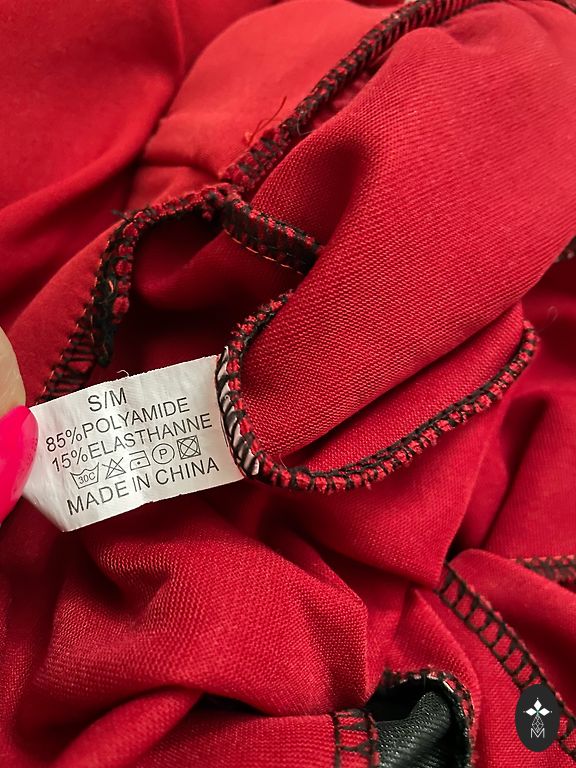 S/M
85%POLYAMIDE
15%ELASTHANNE
30C P
MADE IN CHINA
M